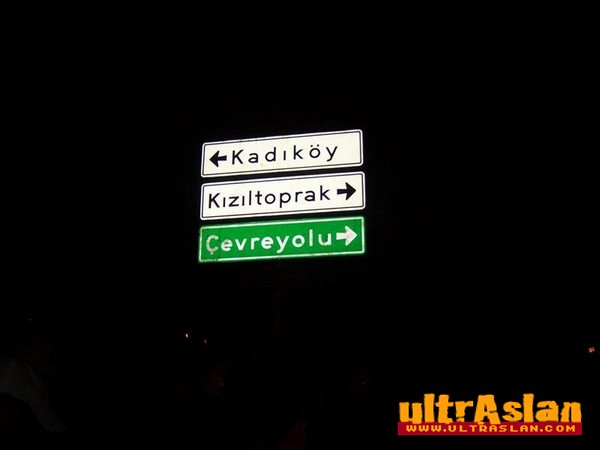 Kadıköy
Kızıltoprak
Çevreyolu
ultrAslan
WWW.ULTRASLAN.COM